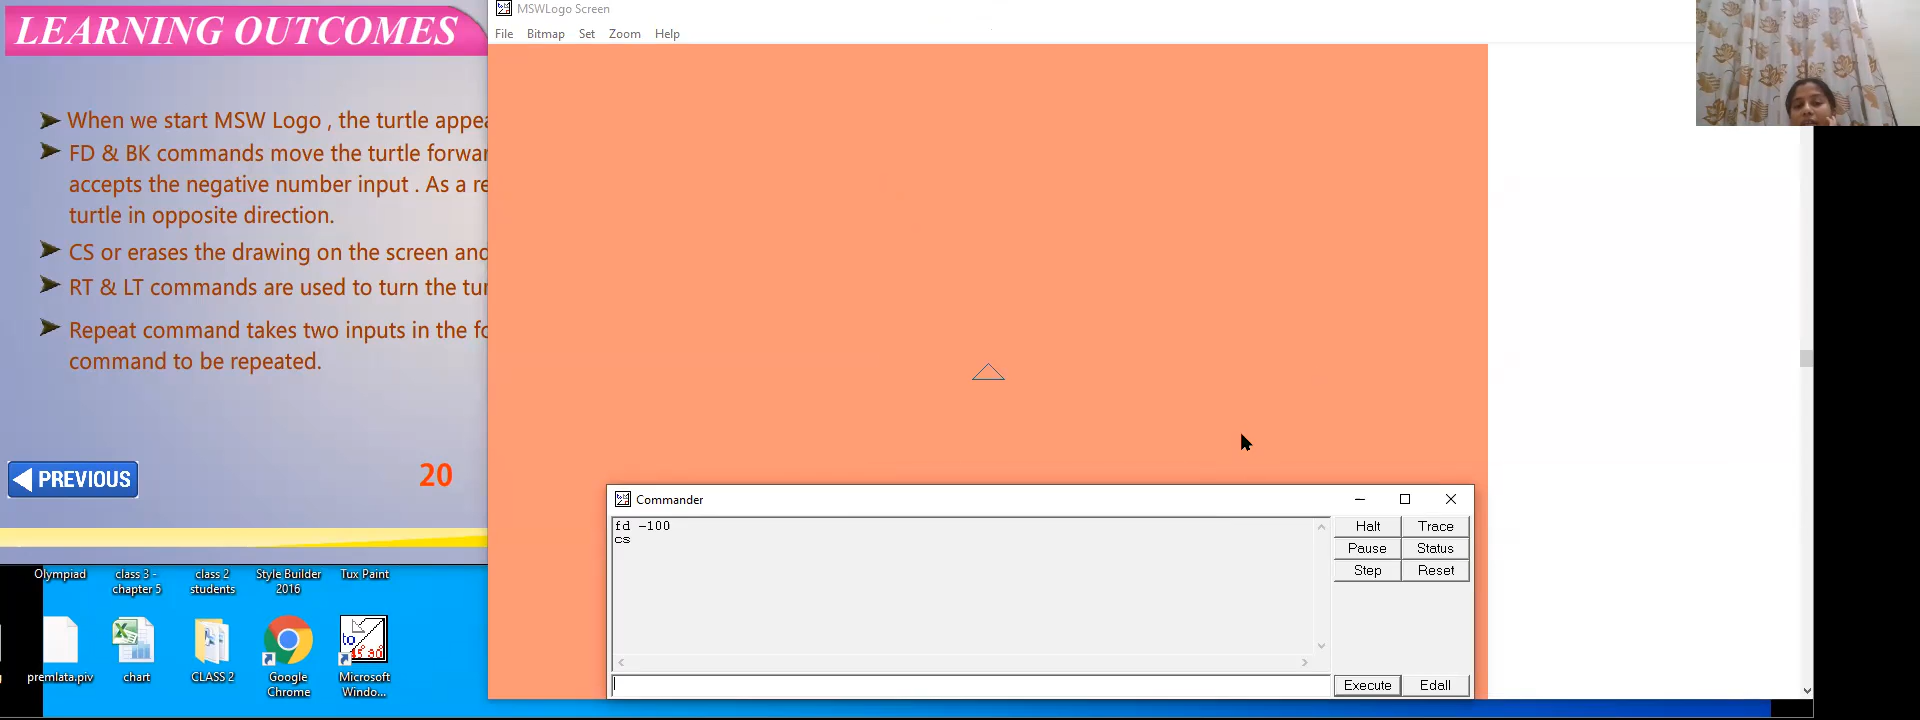 LEARNING OUTCOMES
When we start MSW Logo , the turtle appea
FD & BK commands move the turtle forwar
accepts the negative number input . As a re
turtle in opposite direction.
CS or erases the drawing on the screen and
RT & LT commands are used to turn the tur
Repeat command takes two inputs in the fo
command to be repeated.
PREVIOUS
20
MSWLogo Screen
File Bitmap Set Zoom Help
Commander
fd -100
cs
Halt Trace
Pause Status
Step Reset
Execute Edall
Olympiad
class 3 -
chapter 5
class 2
students
Style Builder
2016
Tux Paint
premlata.piv
chart
CLASS 2
Google
Chrome
Microsoft
Windo...